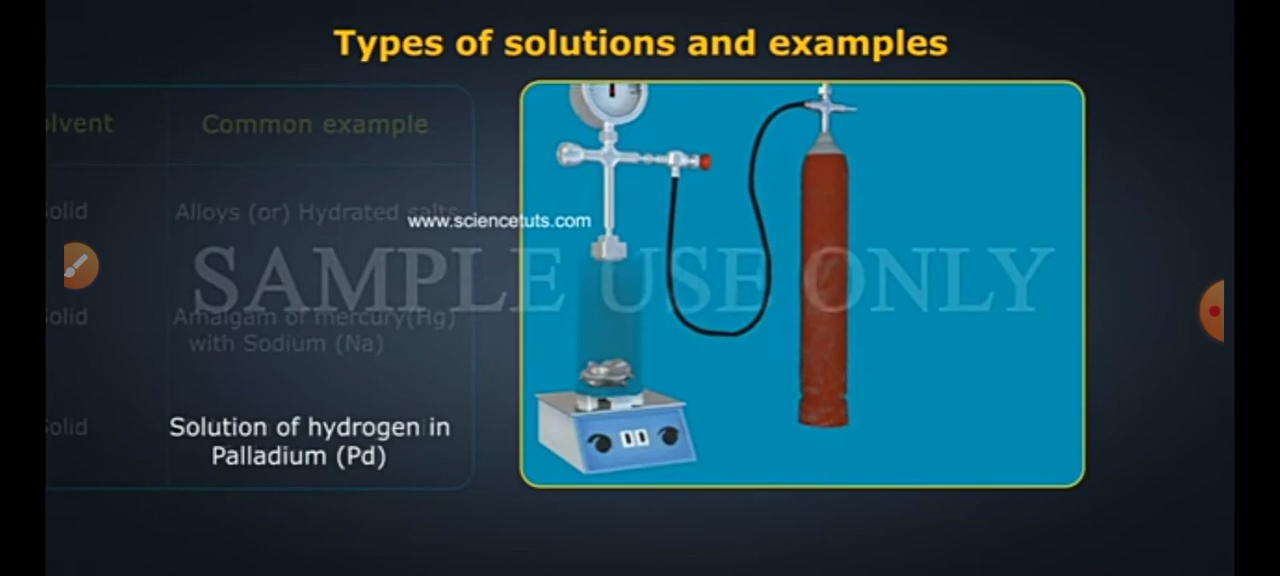 Types of solutions and examples
lvent
Common example
olid
Alloys (or) Hydrated salts
www.sciencetuts.com
SAMPLE USE ONLY
olid
Amalgam of mercury(Hg)
with Sodium (Na)
olid
Solution of hydrogen in
Palladium (Pd)